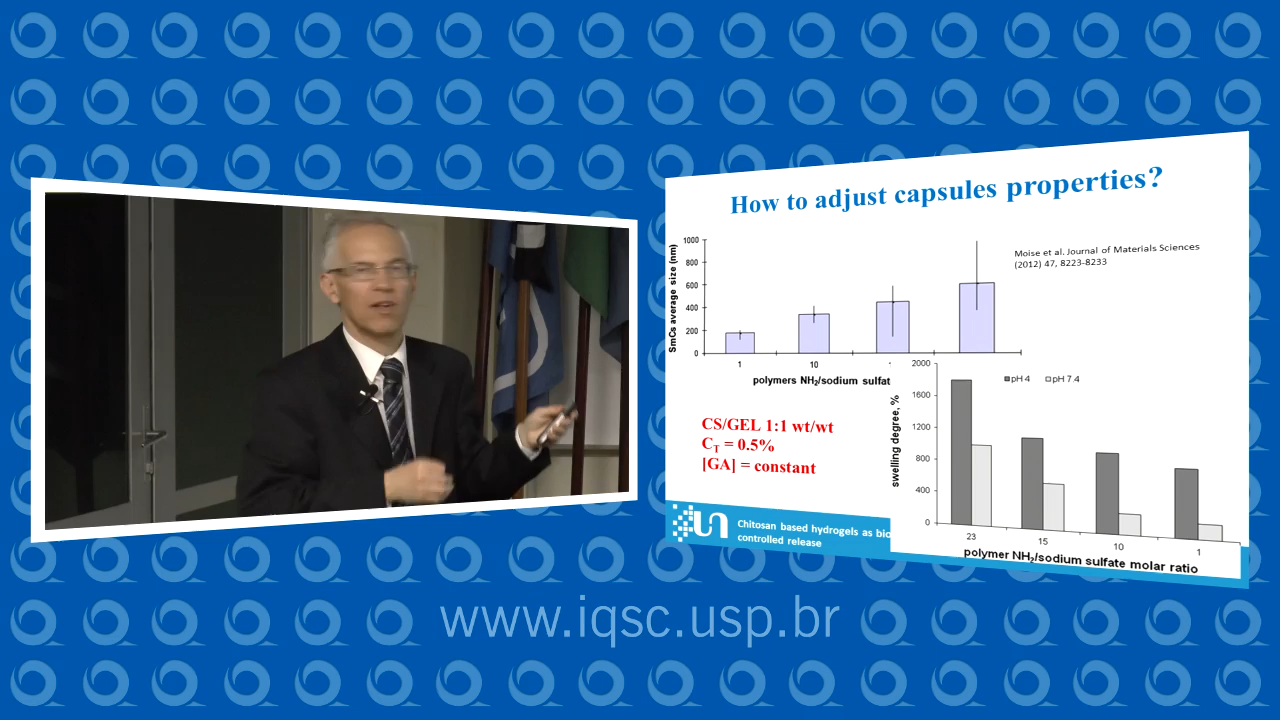 How to adjust capsules properties?
Moise et al. Journal of Materials Sciences
(2012) 47, 8223-8233
SmCs average size (nm)
1000
800
600
400
200
0
1
10
polymers NH2/sodium sulfat
CS/GEL 1:1 wt/wt
CT = 0.5%
[GA] = constant
swelling degree, %
2000
1600
1200
800
400
0
pH 4
pH 7.4
23
15
10
1
polymer NH2/sodium sulfate molar ratio
un
Chitosan based hydrogels as bio
controlled release
www.iqsc.usp.br